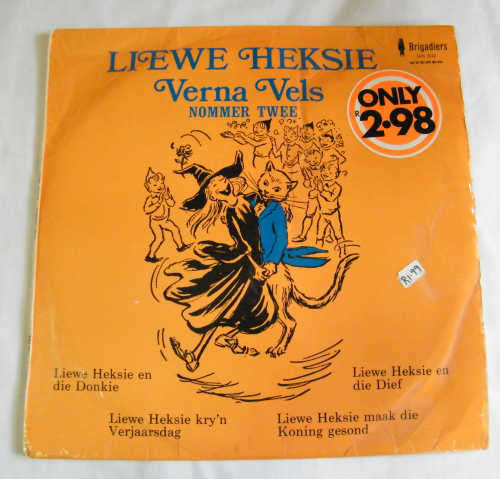 LIEWE HEKSIE
Brigadiers
Verna Vels
NOMMER TWEE
ONLY
R2·98
R1.99
Liewe Heksie en
die Donkie
Liewe Heksie en
die Dief
Liewe Heksie kry'n
Verjaarsdag
Liewe Heksie maak die
Koning gesond